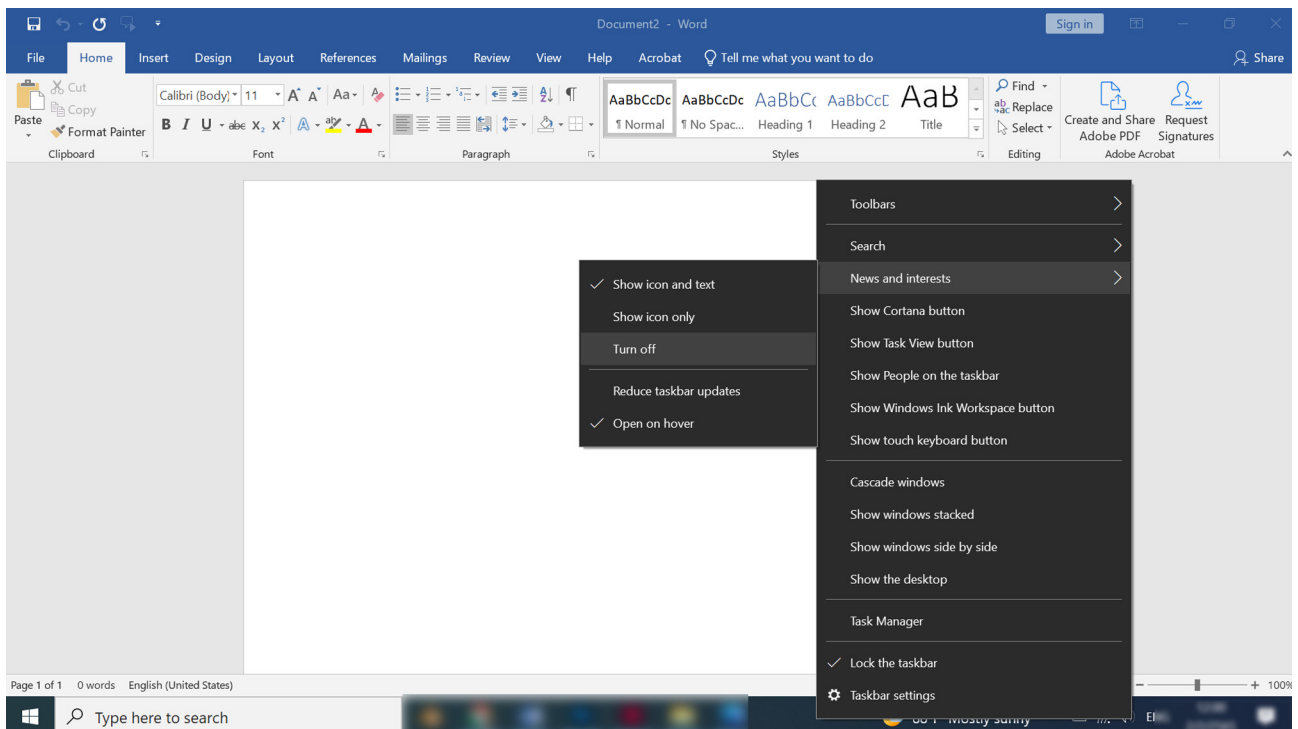 Document2 - Word
Sign in
File Home Insert Design Layout References Mailings Review View Help Acrobat Tell me what you want to do Share
Paste
Cut
Copy
Format Painter
Clipboard
Calibri (Body) 11 A A Aa A
B I U abc X₂ X² A ab A
Font
Paragraph
AaBbCcDc AaBbCcDc AaBbC( AaBbCcE AaB
¶ Normal ¶ No Spac... Heading 1 Heading 2 Title
Styles
Find
Replace
Select
Editing
Create and Share
Adobe PDF
Request
Signatures
Adobe Acrobat
Toolbars
Search
News and interests
Show Cortana button
Show Task View button
Show People on the taskbar
Show Windows Ink Workspace button
Show touch keyboard button
Cascade windows
Show windows stacked
Show windows side by side
Show the desktop
Task Manager
Lock the taskbar
Taskbar settings
Show icon and text
Show icon only
Turn off
Reduce taskbar updates
Open on hover
Page 1 of 1 0 words English (United States)
100%
Type here to search
Mostly sunny